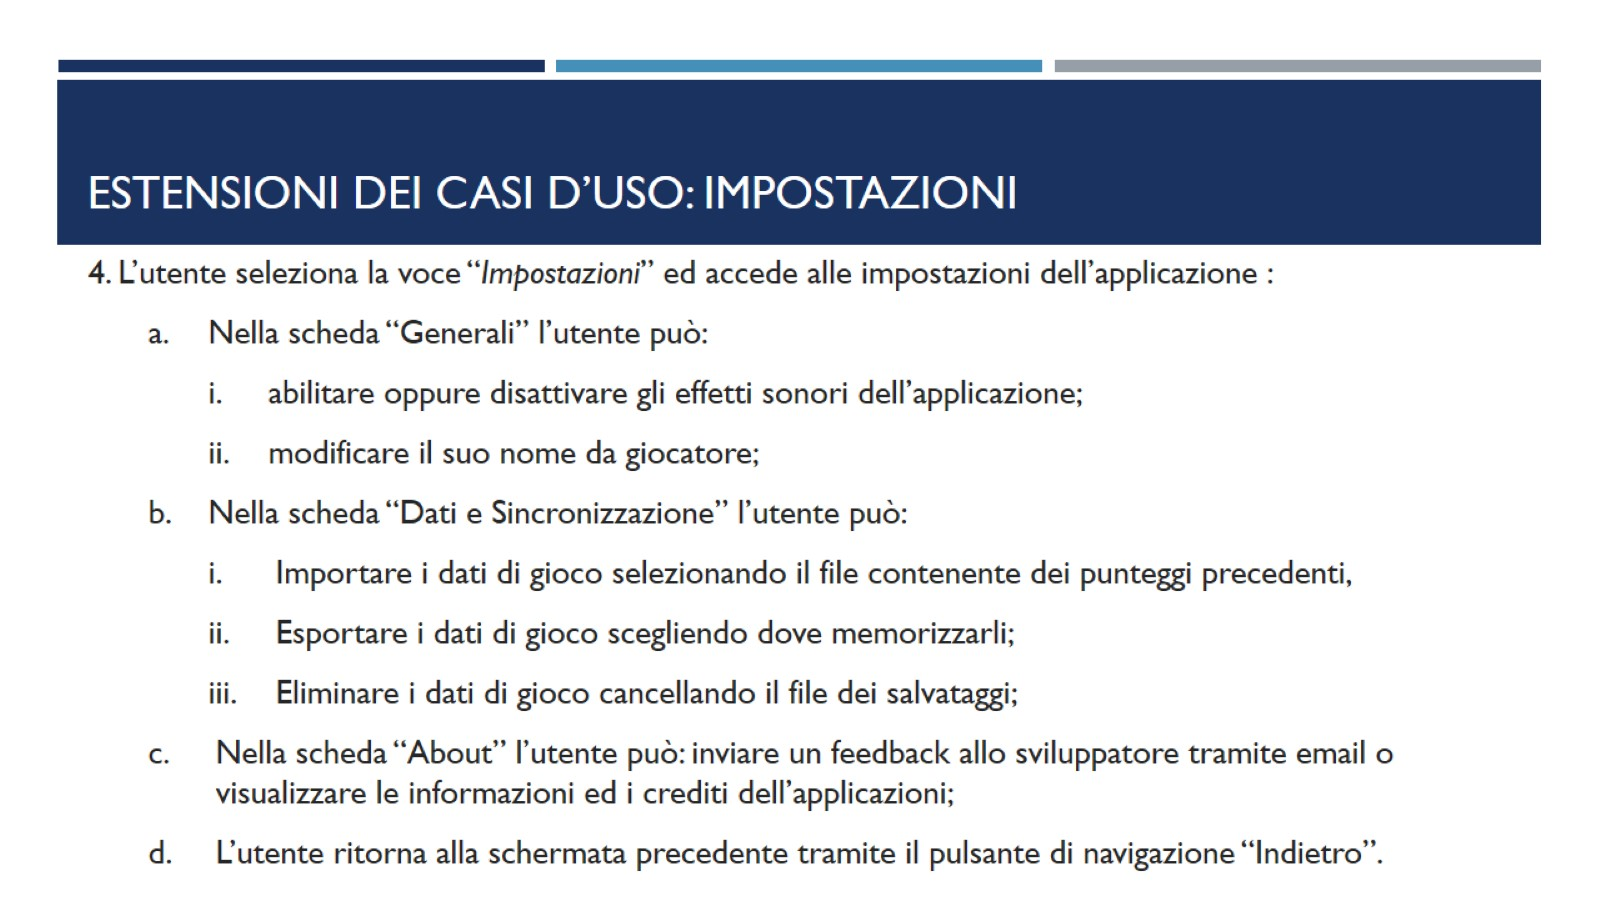 ESTENSIONI DEI CASI D’USO: IMPOSTAZIONI
4. L’utente seleziona la voce “Impostazioni” ed accede alle impostazioni dell’applicazione :
a. Nella scheda “Generali” l’utente può:
i. abilitare oppure disattivare gli effetti sonori dell’applicazione;
ii. modificare il suo nome da giocatore;
b. Nella scheda “Dati e Sincronizzazione” l’utente può:
i. Importare i dati di gioco selezionando il file contenente dei punteggi precedenti,
ii. Esportare i dati di gioco scegliendo dove memorizzarli;
iii. Eliminare i dati di gioco cancellando il file dei salvataggi;
c. Nella scheda “About” l’utente può: inviare un feedback allo sviluppatore tramite email o
visualizzare le informazioni ed i crediti dell’applicazioni;
d. L’utente ritorna alla schermata precedente tramite il pulsante di navigazione “Indietro”.